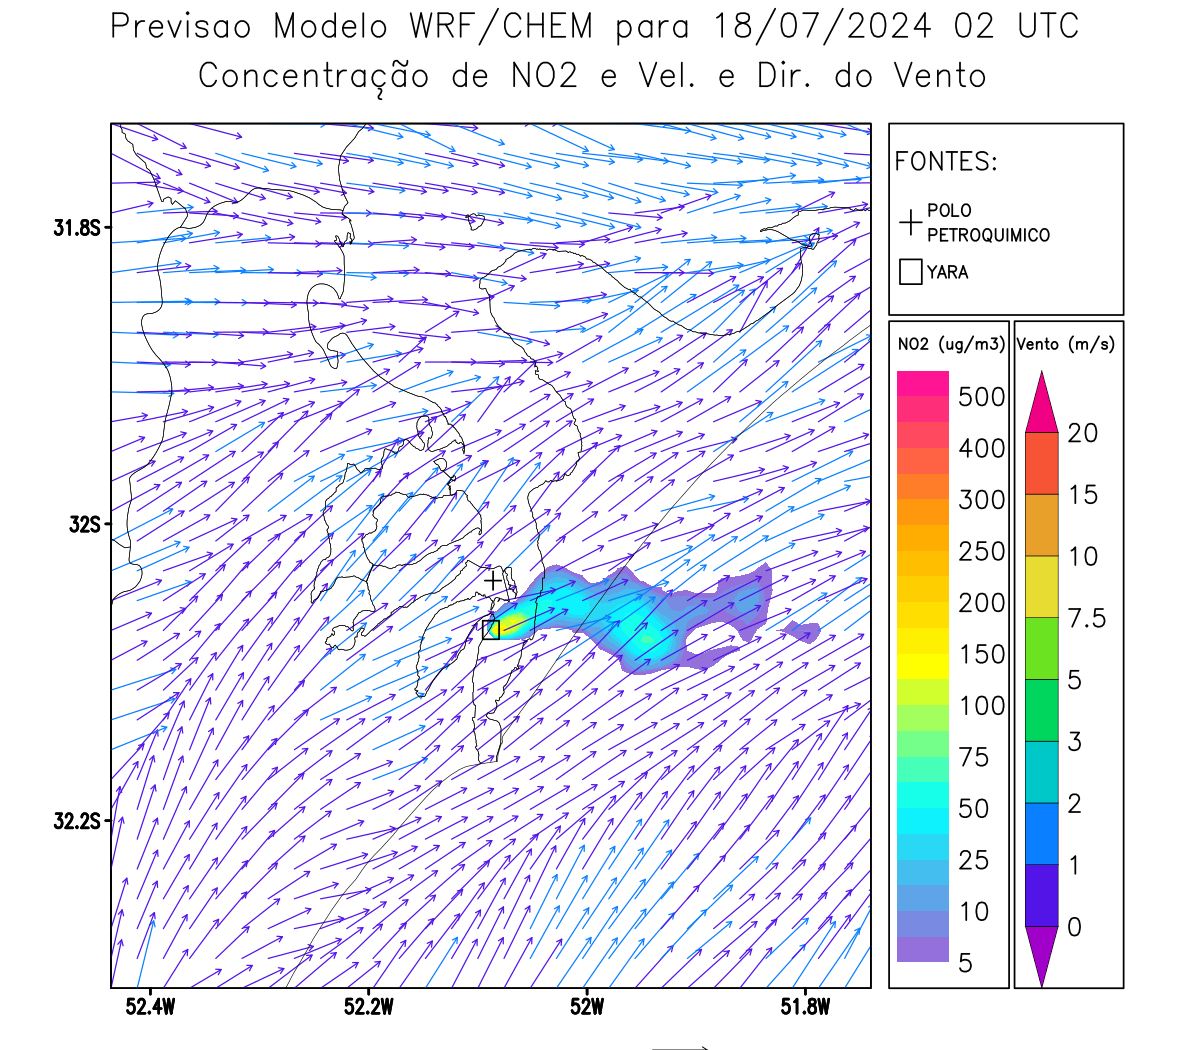 Previsao Modelo WRF/CHEM para 18/07/2024 02 UTC
Concentração de NO2 e Vel. e Dir. do Vento
FONTES:
POLO
PETROQUIMICO
YARA
NO2 (ug/m3)
500
400
300
250
200
150
100
75
50
25
10
5
Vento (m/s)
20
15
10
7.5
5
3
2
1
0
31.8S
32S
32.2S
52.4W
52.2W
52W
51.8W